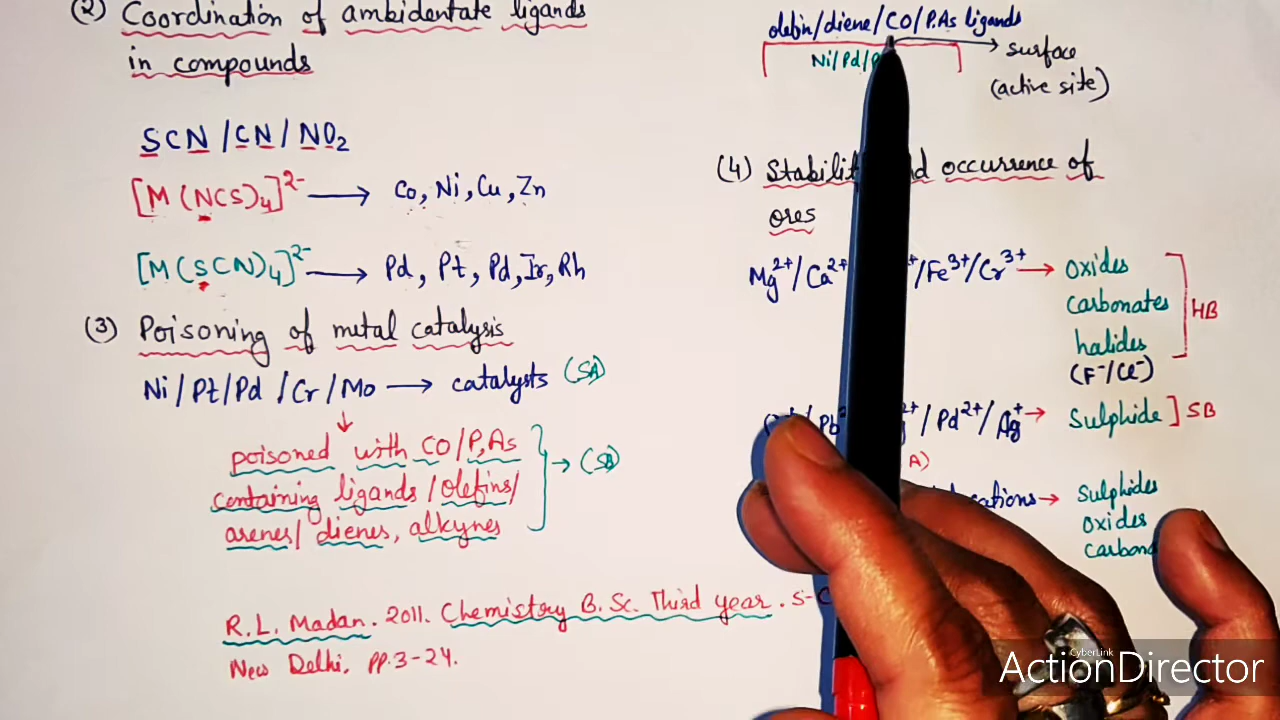 (2) Coordination of ambidentate ligands
in compounds
SCN / CN / NO2
[M(NCS)4]2- → Co, Ni, Cu, Zn
[M(SCN)4]2- → Pd, Pt, Pd, Ir, Rh
(3) Poisoning of metal catalysis
Ni / Pt / Pd / Cr / Mo → catalysts (SA)
↓
poisoned with CO / P, As
containing ligands / olefins /
arenes / dienes, alkynes
→ (SB)
R.L. Madan. 2011. Chemistry B.Sc. Third year. S-C
New Delhi. pp.3-24.
olefin/diene/CO/P.As ligands
Ni/Pd/
→ surface
(active site)
(4) Stability and occurrence of
ores
Mg2+/Ca2+ /Fe3+/Cr3+ → oxides
carbonates
halides
(F-/Cl-)
HB
Pb /Pd2+/Ag+ → Sulphide ] SB
A)
cations → Sulphides
oxides
carbon
CyberLink
ActionDirector